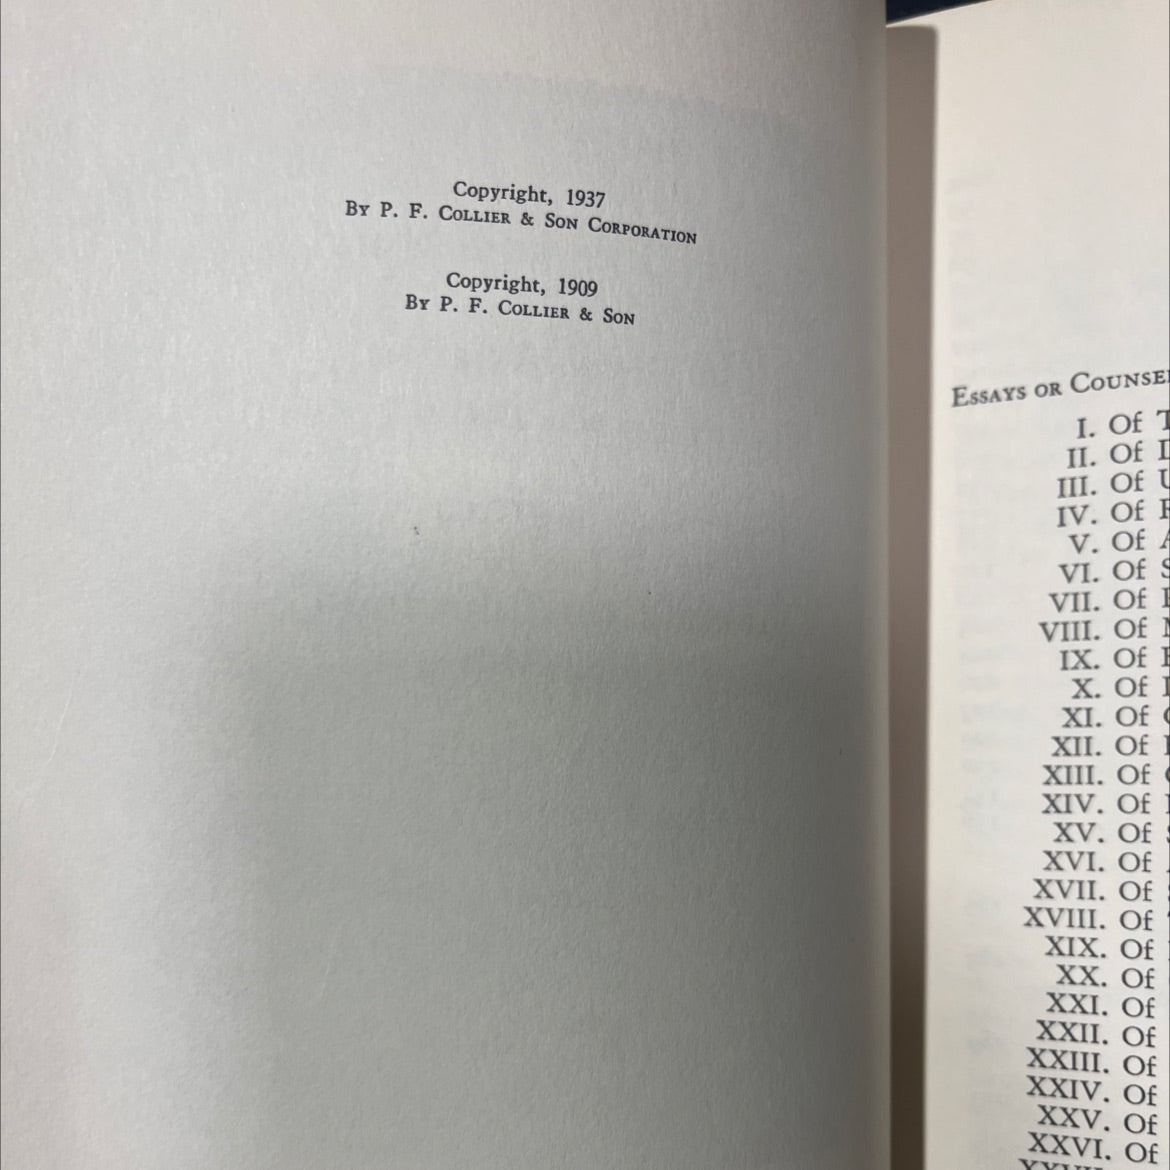 Copyright, 1937
By P. F. Collier & Son Corporation
Copyright, 1909
By P. F. Collier & Son
Essays or
I. Of
II. Of
III. Of
IV. Of
V. Of
VI. Of
VII. Of
VIII. Of
IX. Of
X. Of
XI. Of
XII. Of
XIII. Of
XIV. Of
XV. Of
XVI. Of
XVII. Of
XVIII. Of
XIX. Of
XX. Of
XXI. Of
XXII. Of
XXIII. Of
XXIV. Of
XXV. Of
XXVI. Of